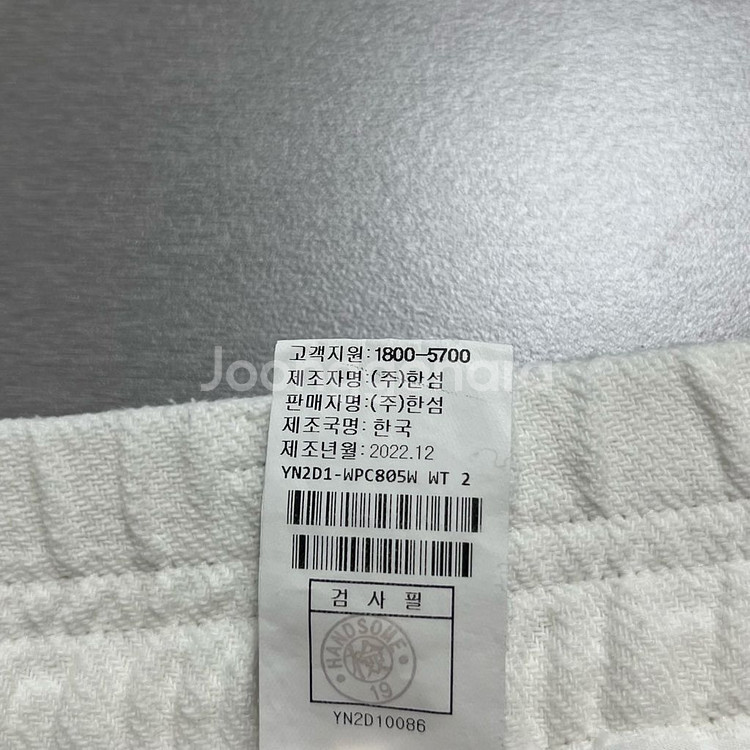 고객지원:1800-5700
제조자명:(주)한섬
판매자명:(주)한섬
제조국명: 한국
제조년월: 2022.12
YN2D1-WPC805W WT 2
검 사 필
HANDSOME
檢
19
YN2D10086